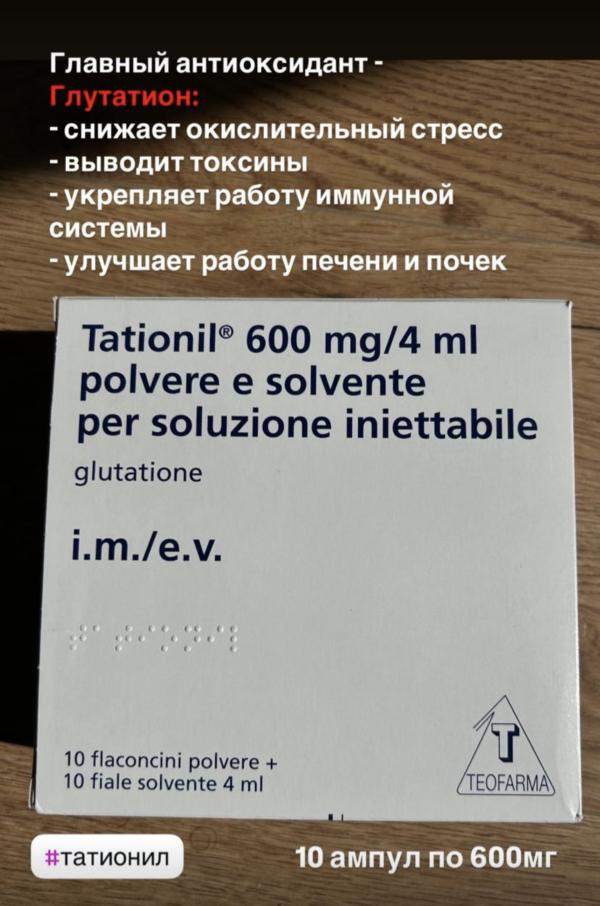 Главный антиоксидант -
Глутатион:
- снижает окислительный стресс
- выводит токсины
- укрепляет работу иммунной
системы
- улучшает работу печени и почек
Tationil® 600 mg/4 ml
polvere e solvente
per soluzione iniettabile
glutatione
i.m./e.v.
10 flaconcini polvere +
10 fiale solvente 4 ml
T
TEOFARMA
#татионил
10 ампул по 600мг